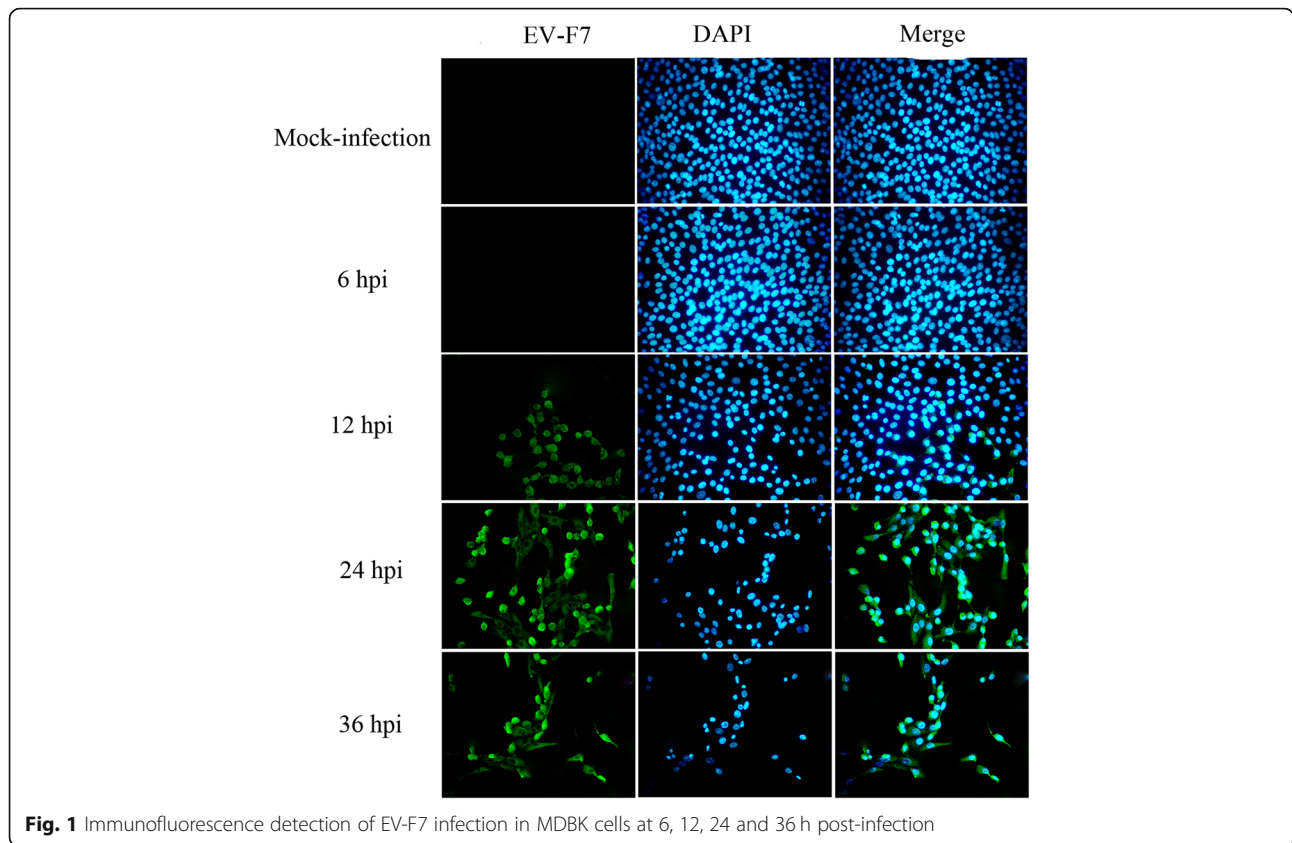 EV-F7 DAPI Merge
Mock-infection
6 hpi
12 hpi
24 hpi
36 hpi
Fig. 1 Immunofluorescence detection of EV-F7 infection in MDBK cells at 6, 12, 24 and 36 h post-infection